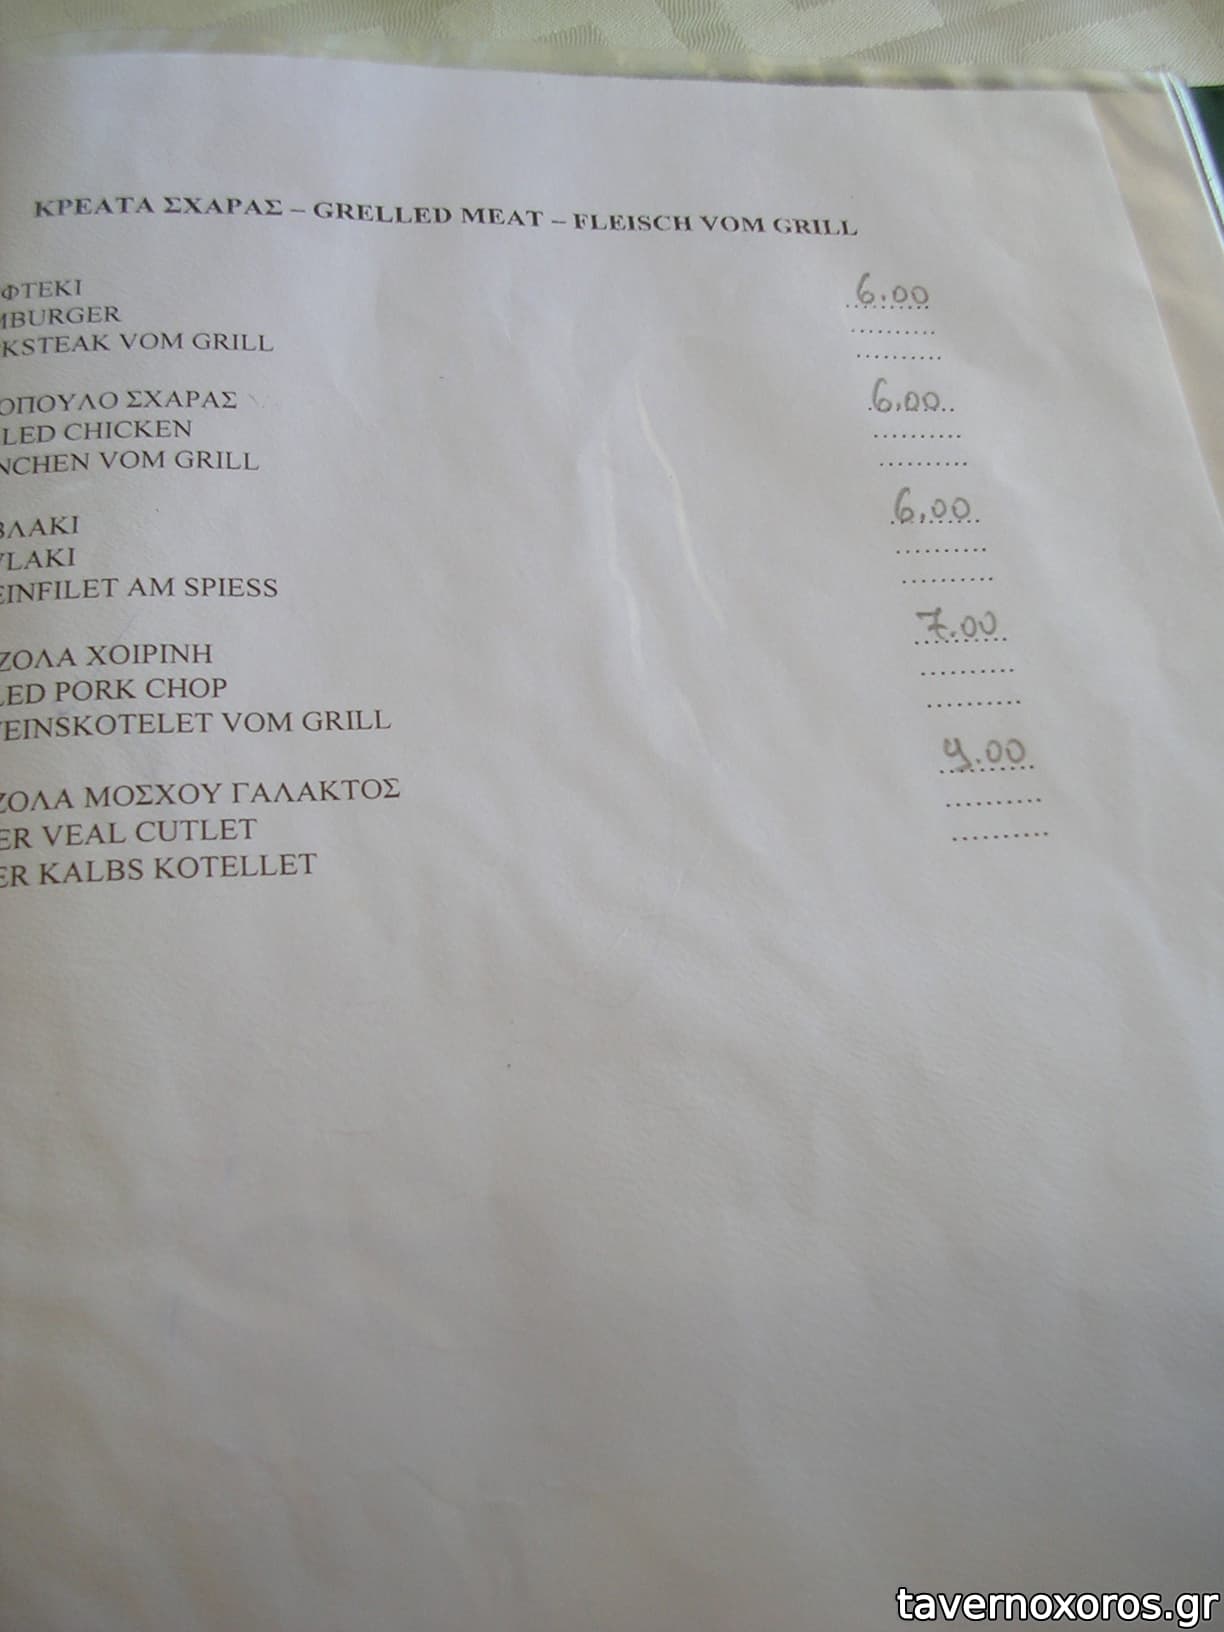 ΚΡΕΑΤΑ ΣΧΑΡΑΣ – GRELLED MEAT – FLEISCH VOM GRILL
ΦΤΕΚΙ 6.00
MBURGER ..........
KSTEAK VOM GRILL ..........
ΟΠΟΥΛΟ ΣΧΑΡΑΣ 6.00
LED CHICKEN ..........
NCHEN VOM GRILL ..........
ΒΛΑΚΙ 6,00
VLAKI ..........
EINFILET AM SPIESS ..........
ΖΟΛΑ ΧΟΙΡΙΝΗ 7.00
LED PORK CHOP ..........
EINSKOTELET VOM GRILL ..........
ΖΟΛΑ ΜΟΣΧΟΥ ΓΑΛΑΚΤΟΣ 9.00
ER VEAL CUTLET ..........
ER KALBS KOTELLET ..........
tavernoxoros.gr